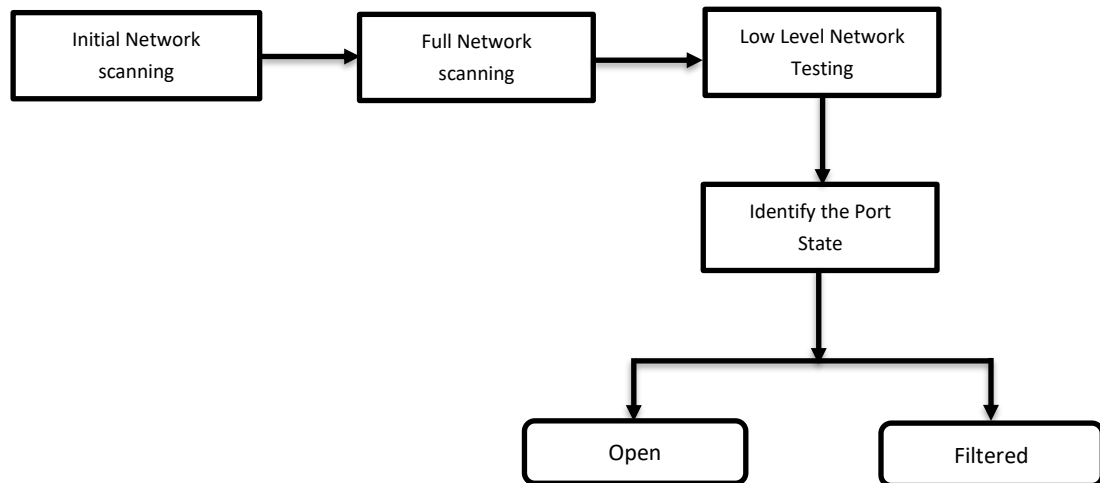 Initial Network
scanning
Full Network
scanning
Low Level Network
Testing
Identify the Port
State
Open
Filtered